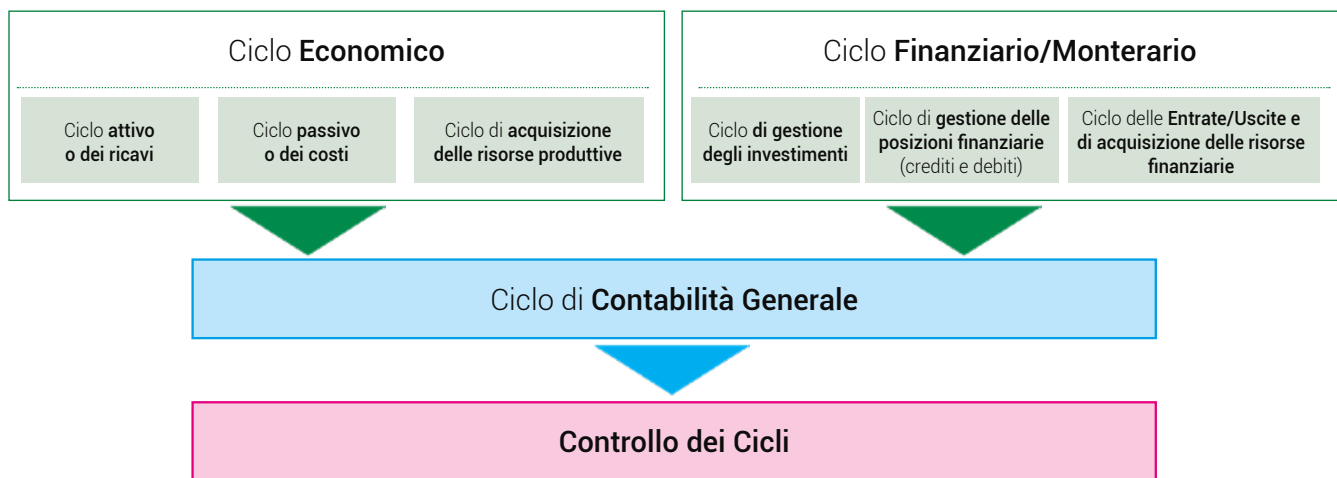 Ciclo Economico
Ciclo attivo
o dei ricavi
Ciclo passivo
o dei costi
Ciclo di acquisizione
delle risorse produttive
Ciclo Finanziario/Monterario
Ciclo di gestione
degli investimenti
Ciclo di gestione delle
posizioni finanziarie
(crediti e debiti)
Ciclo delle Entrate/Uscite e
di acquisizione delle risorse
finanziarie
Ciclo di Contabilità Generale
Controllo dei Cicli